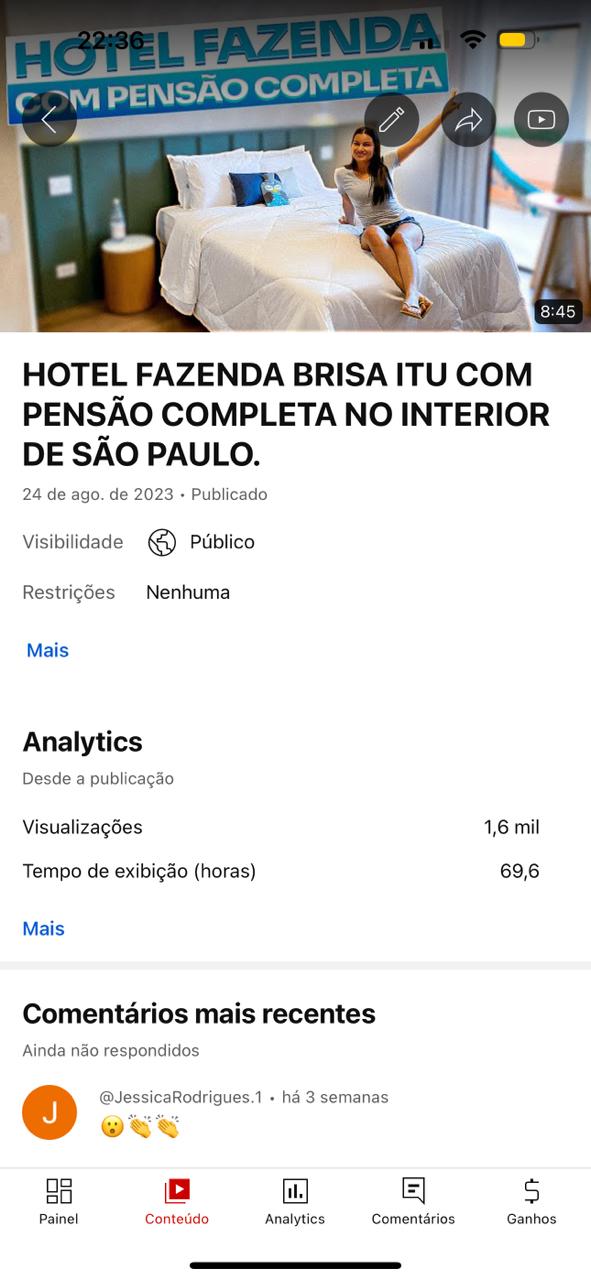 22:36
HOTEL FAZENDA
COM PENSÃO COMPLETA
8:45
HOTEL FAZENDA BRISA ITU COM
PENSÃO COMPLETA NO INTERIOR
DE SÃO PAULO.
24 de ago. de 2023 • Publicado
Visibilidade Público
Restrições Nenhuma
Mais
Analytics
Desde a publicação
Visualizações 1,6 mil
Tempo de exibição (horas) 69,6
Mais
Comentários mais recentes
Ainda não respondidos
J
@JessicaRodrigues.1 • há 3 semanas
😮👏👏
Painel Conteúdo Analytics Comentários Ganhos